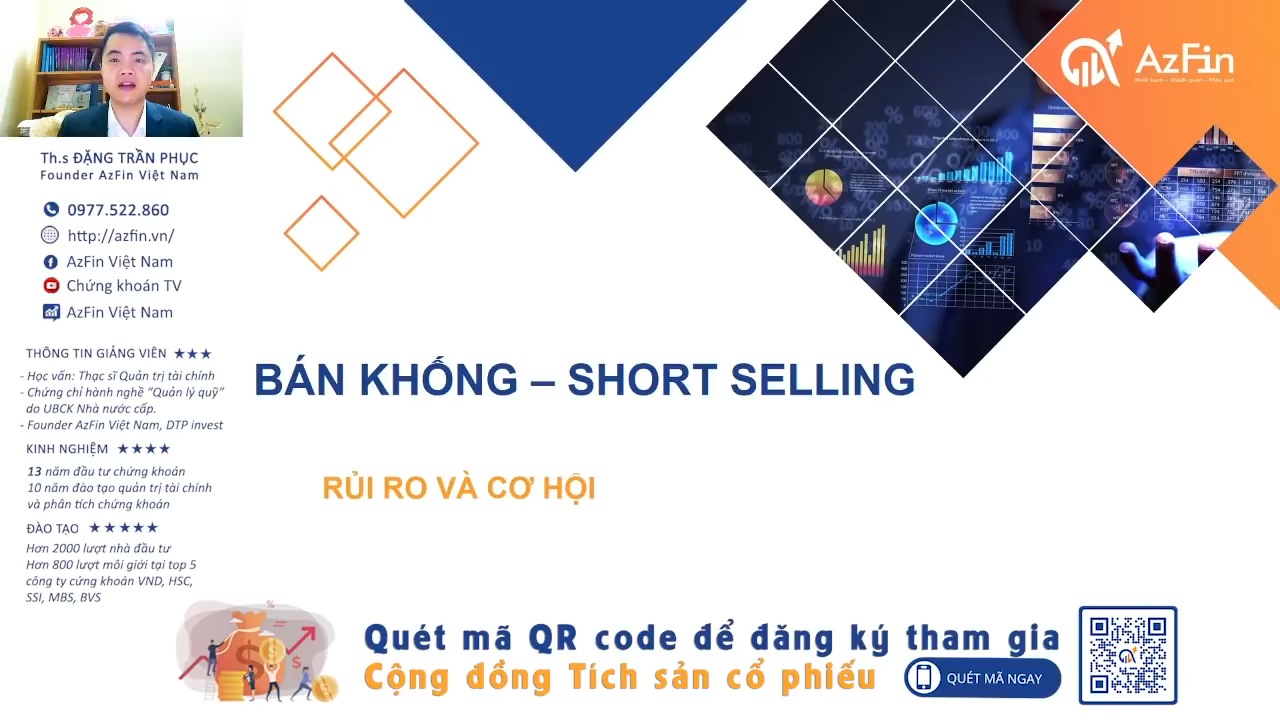 AzFin
Th.s ĐẶNG TRẦN PHỤC
Founder AzFin Việt Nam
0977.522.860
http://azfin.vn/
AzFin Việt Nam
Chứng khoán TV
AzFin Việt Nam
THÔNG TIN GIẢNG VIÊN ★★★
- Học vấn: Thạc sĩ Quản trị tài chính
- Chứng chỉ hành nghề “Quản lý quỹ”
do UBCK Nhà nước cấp.
- Founder AzFin Việt Nam, DTP invest
KINH NGHIỆM ★★★★
13 năm đầu tư chứng khoán
10 năm đào tạo quản trị tài chính
và phân tích chứng khoán
ĐÀO TẠO ★★★★★
Hơn 2000 lượt nhà đầu tư
Hơn 800 lượt môi giới tại top 5
công ty cứng khoán VND, HSC,
SSI, MBS, BVS
BÁN KHỐNG – SHORT SELLING
RỦI RO VÀ CƠ HỘI
Quét mã QR code để đăng ký tham gia
Cộng đồng Tích sản cổ phiếu
QUÉT MÃ NGAY